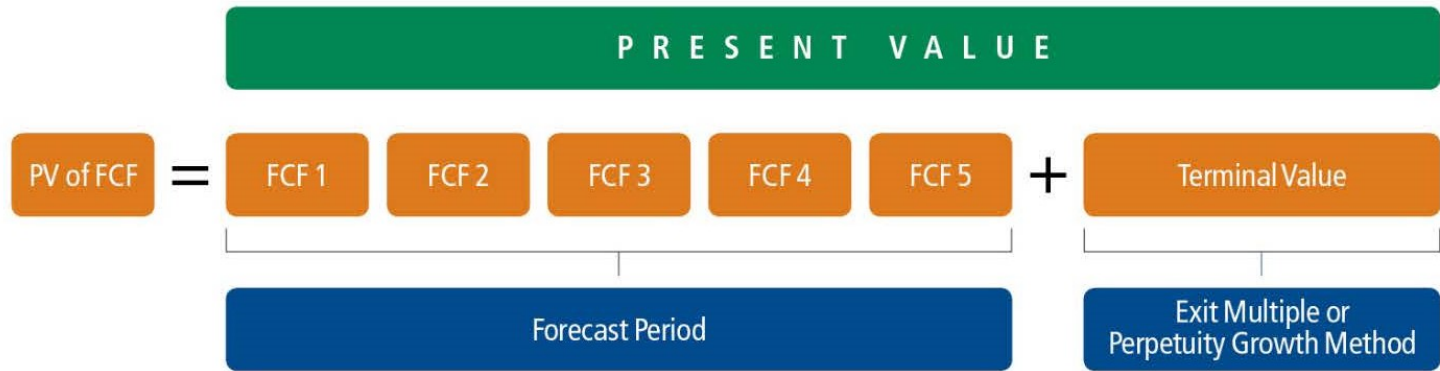 PRESENT VALUE
PV of FCF = FCF 1 FCF 2 FCF 3 FCF 4 FCF 5 + Terminal Value
Forecast Period
Exit Multiple or
Perpetuity Growth Method